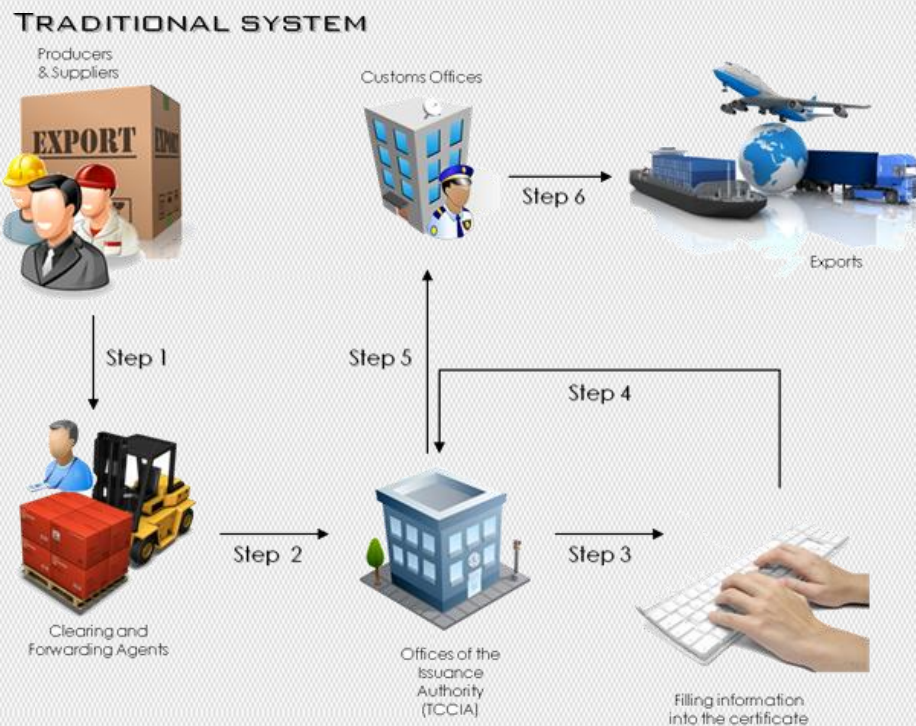 TRADITIONAL SYSTEM
Producers
& Suppliers
EXPORT
EXPORT
Customs Offices
Step 6
Exports
Step 1
Step 5
Step 4
Step 2
Step 3
Clearing and
Forwarding Agents
Offices of the
Issuance
Authority
(TCCIA)
Filling information
into the certificate